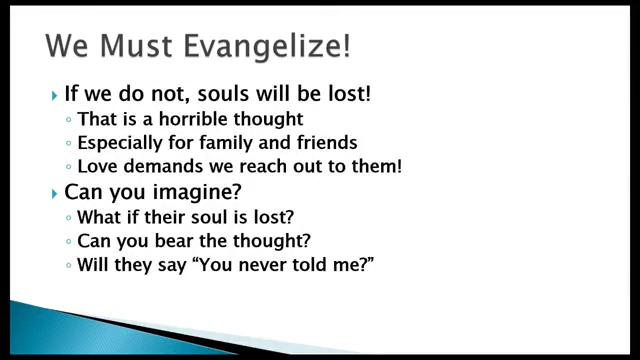 We Must Evangelize!
If we do not, souls will be lost!
That is a horrible thought
Especially for family and friends
Love demands we reach out to them!
Can you imagine?
What if their soul is lost?
Can you bear the thought?
Will they say “You never told me?”